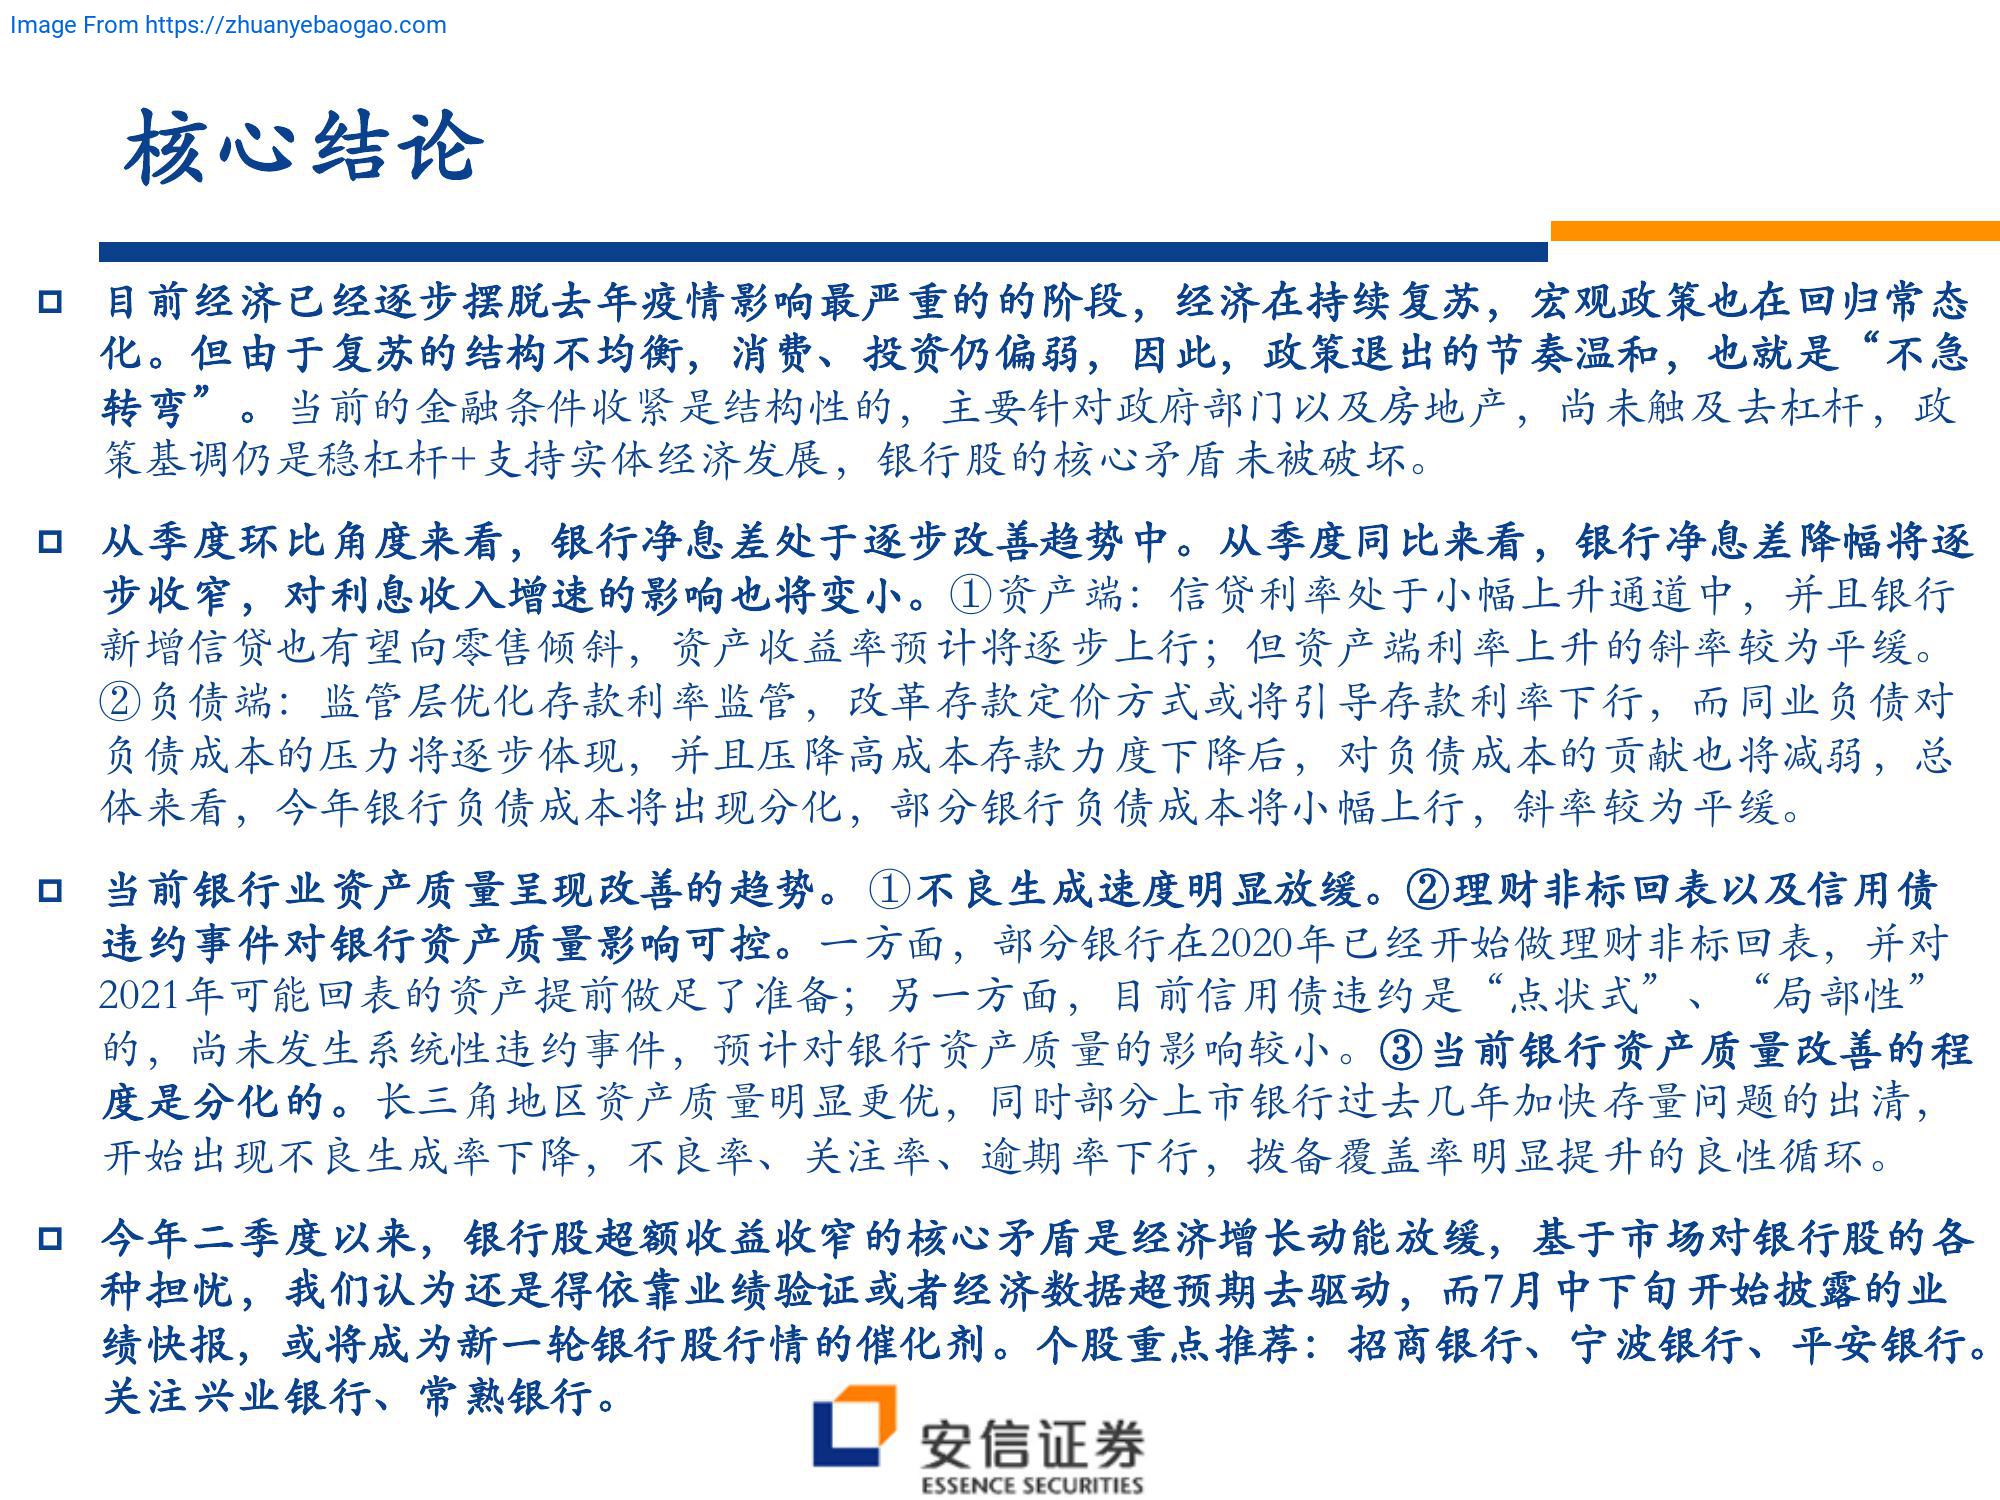 Image From https://zhuanyebaogao.com
核心结论
目前经济已经逐步摆脱去年疫情影响最严重的的阶段，经济在持续复苏，宏观政策也在回归常态
化。但由于复苏的结构不均衡，消费、投资仍偏弱，因此，政策退出的节奏温和，也就是“不急
转弯”。当前的金融条件收紧是结构性的，主要针对政府部门以及房地产，尚未触及去杠杆，政
策基调仍是稳杠杆+支持实体经济发展，银行股的核心矛盾未被破坏。
从季度环比角度来看，银行净息差处于逐步改善趋势中。从季度同比来看，银行净息差降幅将逐
步收窄，对利息收入增速的影响也将变小。①资产端：信贷利率处于小幅上升通道中，并且银行
新增信贷也有望向零售倾斜，资产收益率预计将逐步上行；但资产端利率上升的斜率较为平缓。
②负债端：监管层优化存款利率监管，改革存款定价方式或将引导存款利率下行，而同业负债对
负债成本的压力将逐步体现，并且压降高成本存款力度下降后，对负债成本的贡献也将减弱，总
体来看，今年银行负债成本将出现分化，部分银行负债成本将小幅上行，斜率较为平缓。
当前银行业资产质量呈现改善的趋势。①不良生成速度明显放缓。②理财非标回表以及信用债
违约事件对银行资产质量影响可控。一方面，部分银行在2020年已经开始做理财非标回表，并对
2021年可能回表的资产提前做足了准备；另一方面，目前信用债违约是“点状式”、“局部性”
的，尚未发生系统性违约事件，预计对银行资产质量的影响较小。③当前银行资产质量改善的程
度是分化的。长三角地区资产质量明显更优，同时部分上市银行过去几年加快存量问题的出清，
开始出现不良生成率下降，不良率、关注率、逾期率下行，拨备覆盖率明显提升的良性循环。
今年二季度以来，银行股超额收益收窄的核心矛盾是经济增长动能放缓，基于市场对银行股的各
种担忧，我们认为还是得依靠业绩验证或者经济数据超预期去驱动，而7月中下旬开始披露的业
绩快报，或将成为新一轮银行股行情的催化剂。个股重点推荐：招商银行、宁波银行、平安银行。
关注兴业银行、常熟银行。
安信证券
ESSENCE SECURITIES